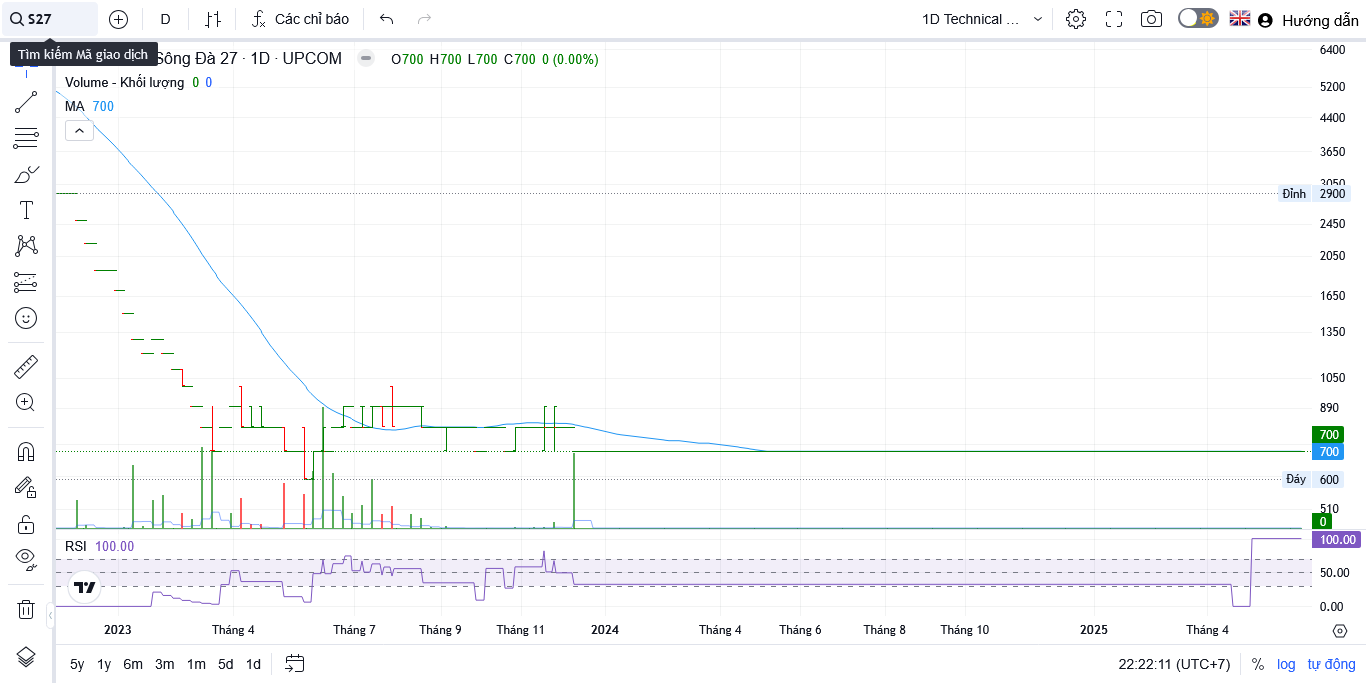 S27
D
Các chỉ báo
1D Technical ...
Hướng dẫn
Tìm kiếm Mã giao dịch
Sông Đà 27 · 1D · UPCOM
O700 H700 L700 C700 0 (0.00%)
Volume - Khối lượng 0 0
MA 700
6400
5200
4400
3650
3050
Đỉnh 2900
2450
2050
1650
1350
1050
890
700
700
Đáy 600
510
0
RSI 100.00
100.00
50.00
0.00
2023 Tháng 4 Tháng 7 Tháng 9 Tháng 11 2024 Tháng 4 Tháng 6 Tháng 8 Tháng 10 2025 Tháng 4
5y 1y 6m 3m 1m 5d 1d
22:22:11 (UTC+7) % log tự động